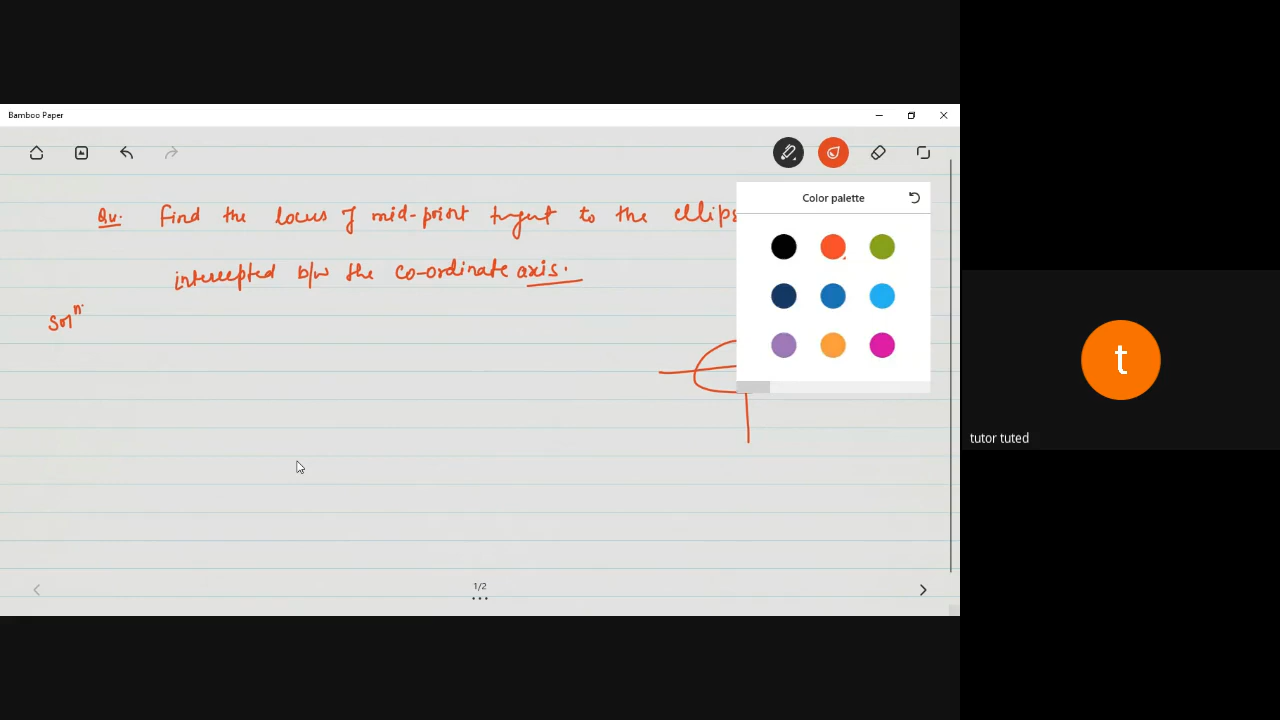 Bamboo Paper
Color palette
Qu. Find the locus of mid-point tngent to the ellips
intercepted b/w the co-ordinate axis.
Solⁿ.
t
tutor tuted
1/2